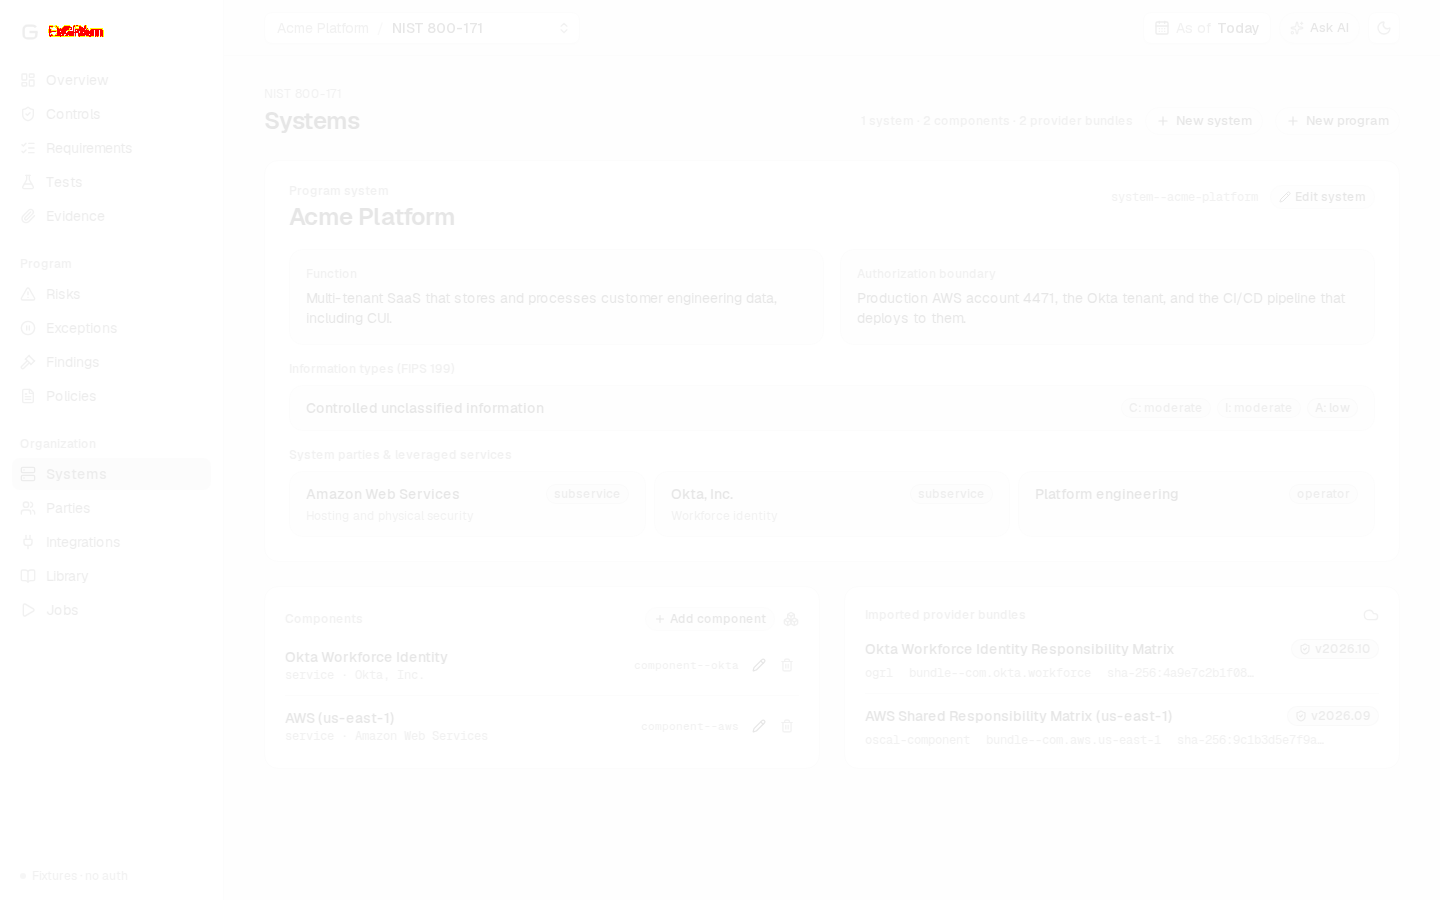 G
Acme Platform / NIST 800-171
As of Today
Ask AI
Overview
Controls
Requirements
Tests
Evidence
Program
Risks
Exceptions
Findings
Policies
Organization
Systems
Parties
Integrations
Library
Jobs
Fixtures · no auth
NIST 800-171
Systems
1 system · 2 components · 2 provider bundles
New system
New program
Program system
Acme Platform
system--acme-platform
Edit system
Function
Multi-tenant SaaS that stores and processes customer engineering data,
including CUI.
Authorization boundary
Production AWS account 4471, the Okta tenant, and the CI/CD pipeline that
deploys to them.
Information types (FIPS 199)
Controlled unclassified information
C: moderate
I: moderate
A: low
System parties & leveraged services
Amazon Web Services
subservice
Hosting and physical security
Okta, Inc.
subservice
Workforce identity
Platform engineering
operator
Components
+ Add component
Okta Workforce Identity
service · Okta, Inc.
component--okta
AWS (us-east-1)
service · Amazon Web Services
component--aws
Imported provider bundles
Okta Workforce Identity Responsibility Matrix
v2026.10
ogrl bundle--com.okta.workforce sha-256:4a9e7c2b1f08…
AWS Shared Responsibility Matrix (us-east-1)
v2026.09
oscal-component bundle--com.aws.us-east-1 sha-256:9c1b3d5e7f9a…